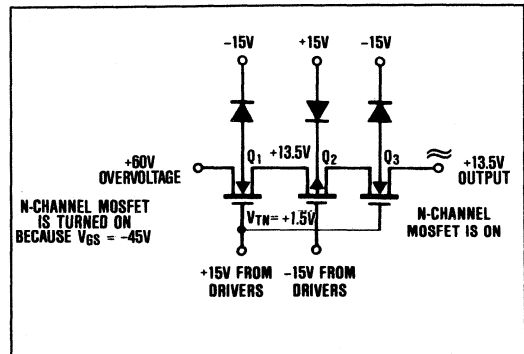 -15V +15V -15V
Q1 +13.5V Q2 Q3
+60V
OVERVOLTAGE
≈
+13.5V
OUTPUT
N-CHANNEL MOSFET
IS TURNED ON
BECAUSE VGS = -45V
VTN= +1.5V
N-CHANNEL
MOSFET IS ON
+15V FROM
DRIVERS
-15V FROM
DRIVERS